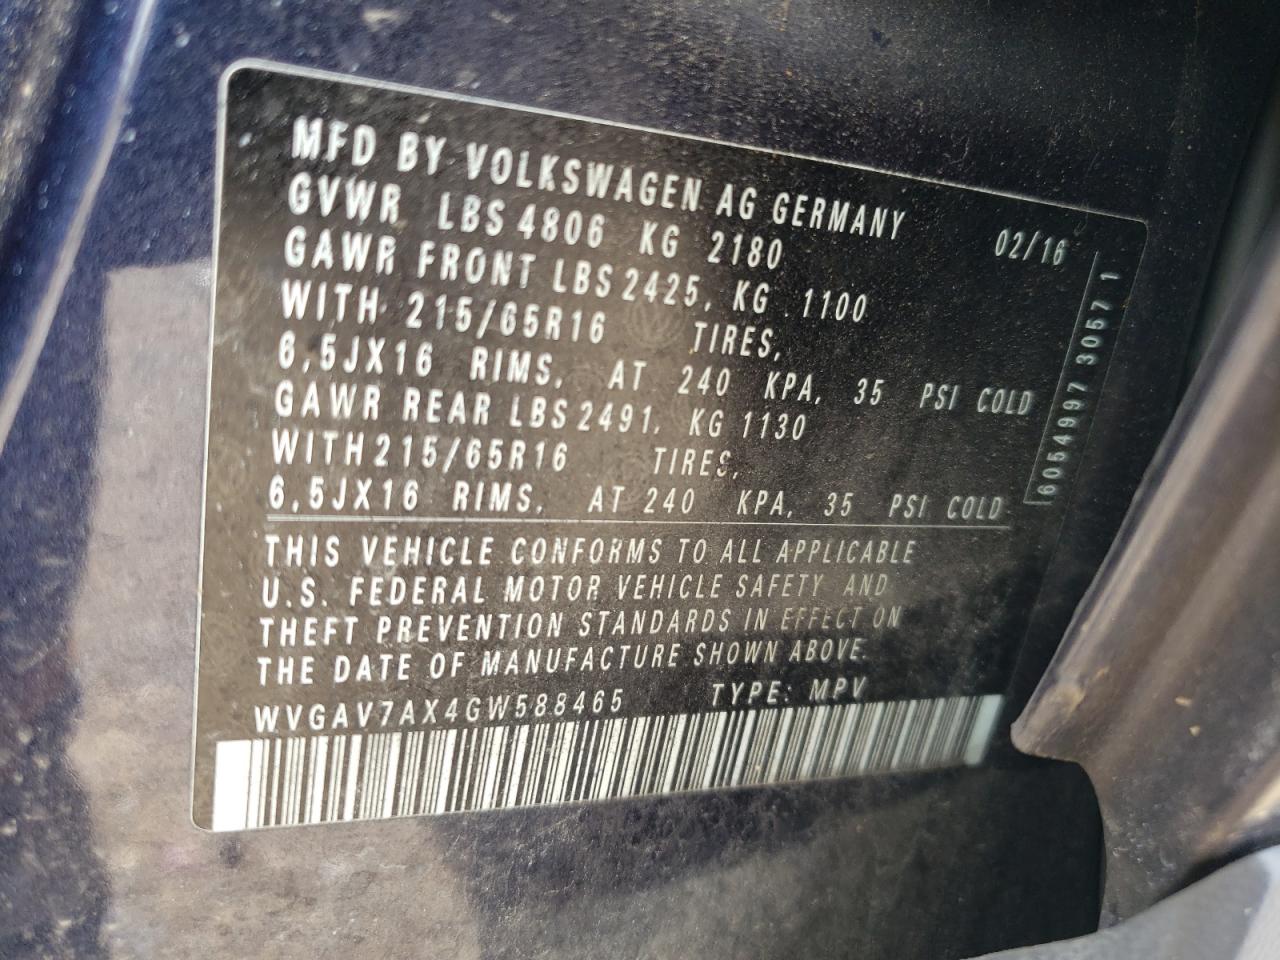 MFD BY VOLKSWAGEN AG GERMANY
GVWR LBS 4806 KG 2180 02/16
GAWR FRONT LBS 2425, KG 1100
WITH 215/65R16 TIRES,
6,5JX16 RIMS, AT 240 KPA, 35 PSI COLD
GAWR REAR LBS 2491, KG 1130
WITH 215/65R16 TIRES,
6,5JX16 RIMS, AT 240 KPA, 35 PSI COLD
THIS VEHICLE CONFORMS TO ALL APPLICABLE
U.S. FEDERAL MOTOR VEHICLE SAFETY AND
THEFT PREVENTION STANDARDS IN EFFECT ON
THE DATE OF MANUFACTURE SHOWN ABOVE.
WVGAV7AX4GW588465 TYPE: MPV
6054997 30571